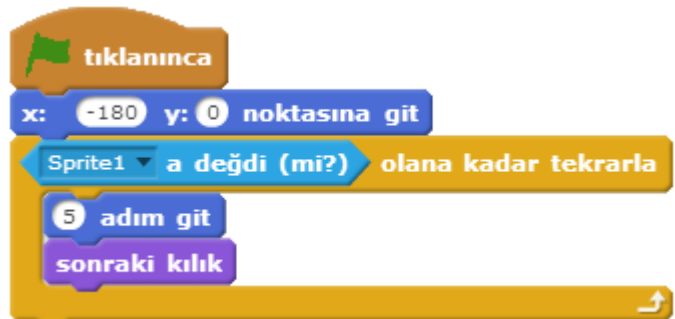 tıklanınca
x: -180 y: 0 noktasına git
Sprite1 a değdi (mi?) olana kadar tekrarla
5 adım git
sonraki kılık